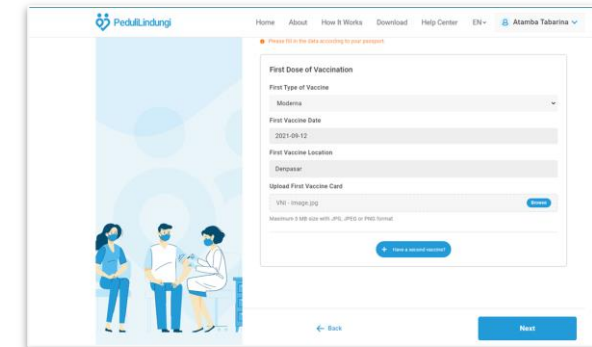 PeduliLindungi
Home About How It Works Download Help Center EN Atamba Tabarina
Please fill in the data according to your passport
First Dose of Vaccination
First Type of Vaccine
Moderna
First Vaccine Date
2021-09-12
First Vaccine Location
Denpasar
Upload First Vaccine Card
VNI - Image.jpg Browse
Maximum 5 MB size with JPG, JPEG or PNG format
+ Have a second vaccine?
← Back Next